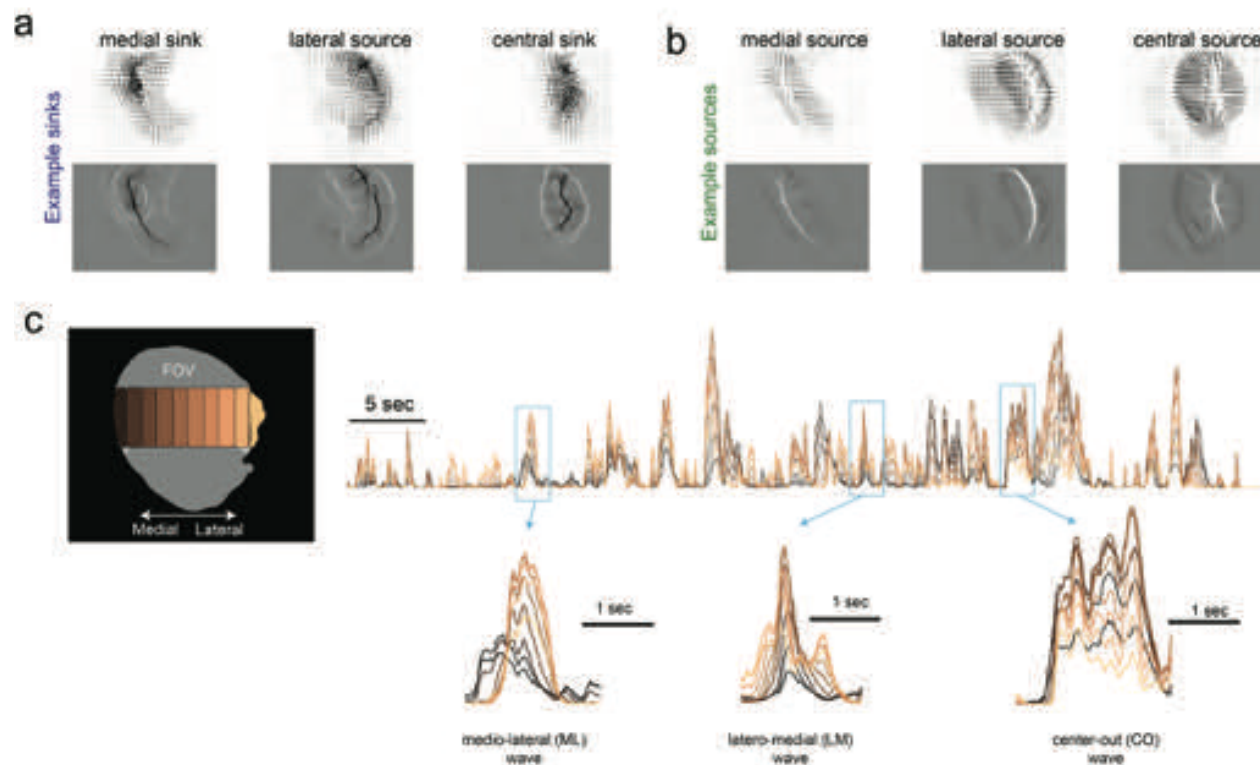 a
medial sink
lateral source
central sink
Example sinks
b
medial source
lateral source
central source
Example sources
c
FOV
Medial
Lateral
5 sec
1 sec
1 sec
1 sec
medio-lateral (ML)
wave
latero-medial (LM)
wave
center-out (CO)
wave